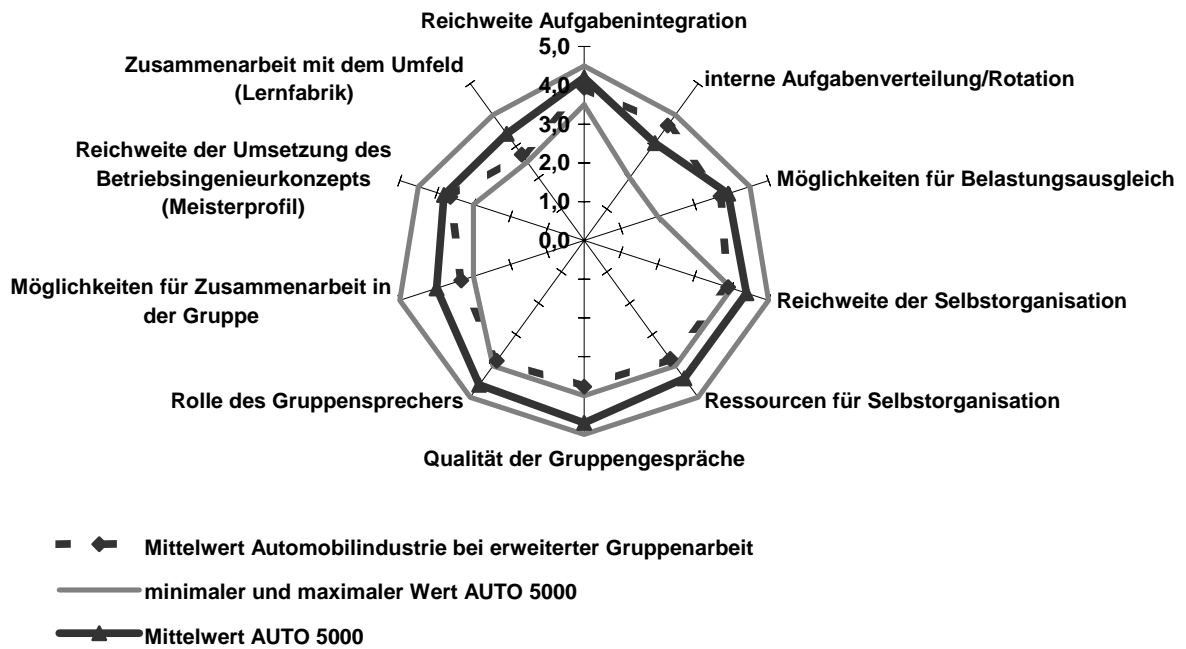 Reichweite Aufgabenintegration
5,0
Zusammenarbeit mit dem Umfeld
(Lernfabrik)
4,0
interne Aufgabenverteilung/Rotation
3,0
Reichweite der Umsetzung des
Betriebsingenieurkonzepts
(Meisterprofil)
2,0
Möglichkeiten für Belastungsausgleich
1,0
0,0
Möglichkeiten für Zusammenarbeit in
der Gruppe
Reichweite der Selbstorganisation
Rolle des Gruppensprechers
Ressourcen für Selbstorganisation
Qualität der Gruppengespräche
Mittelwert Automobilindustrie bei erweiterter Gruppenarbeit
minimaler und maximaler Wert AUTO 5000
Mittelwert AUTO 5000